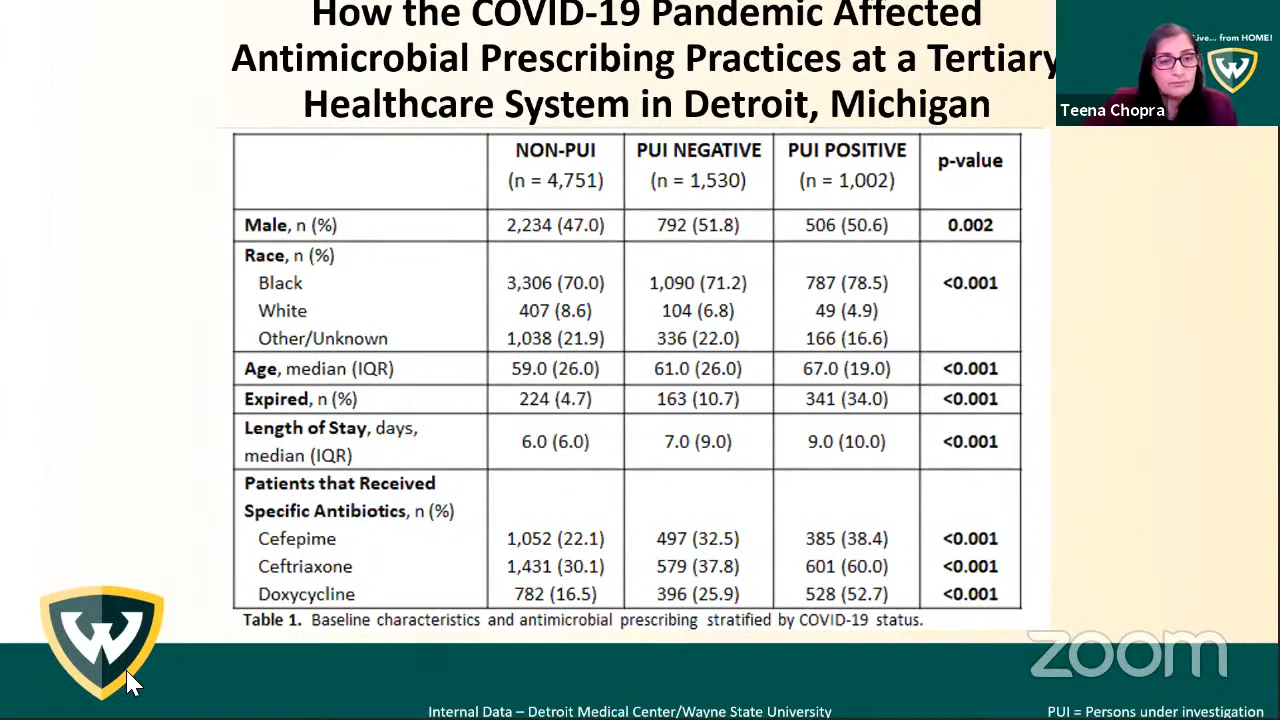 How the COVID-19 Pandemic Affected
Antimicrobial Prescribing Practices at a Tertiary
Healthcare System in Detroit, Michigan
Live... from HOME!
W
Teena Chopra
NON-PUI PUI NEGATIVE PUI POSITIVE p-value
(n = 4,751) (n = 1,530) (n = 1,002)
Male, n (%) 2,234 (47.0) 792 (51.8) 506 (50.6) 0.002
Race, n (%)
Black 3,306 (70.0) 1,090 (71.2) 787 (78.5) <0.001
White 407 (8.6) 104 (6.8) 49 (4.9)
Other/Unknown 1,038 (21.9) 336 (22.0) 166 (16.6)
Age, median (IQR) 59.0 (26.0) 61.0 (26.0) 67.0 (19.0) <0.001
Expired, n (%) 224 (4.7) 163 (10.7) 341 (34.0) <0.001
Length of Stay, days,
median (IQR) 6.0 (6.0) 7.0 (9.0) 9.0 (10.0) <0.001
Patients that Received
Specific Antibiotics, n (%)
Cefepime 1,052 (22.1) 497 (32.5) 385 (38.4) <0.001
Ceftriaxone 1,431 (30.1) 579 (37.8) 601 (60.0) <0.001
Doxycycline 782 (16.5) 396 (25.9) 528 (52.7) <0.001
Table 1. Baseline characteristics and antimicrobial prescribing stratified by COVID-19 status.
W
zoom
Internal Data – Detroit Medical Center/Wayne State University
PUI = Persons under investigation